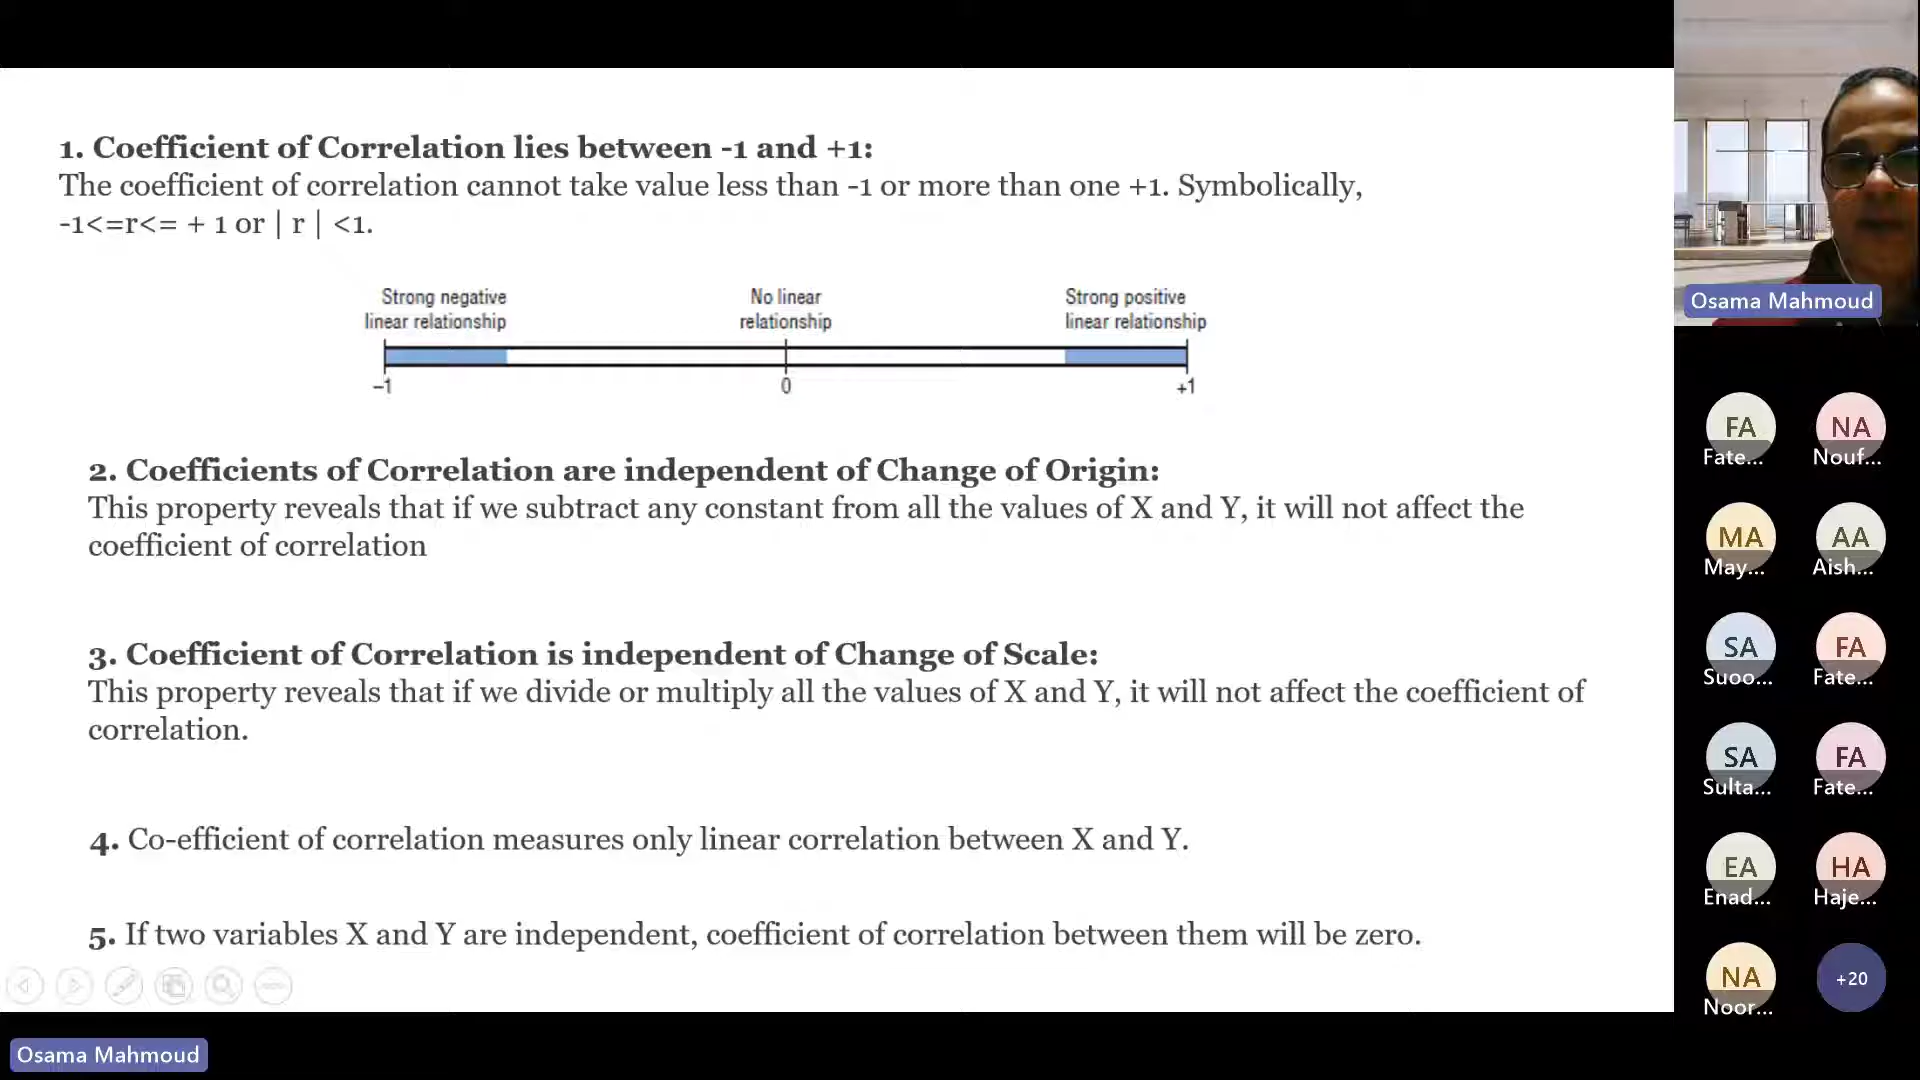 1. Coefficient of Correlation lies between -1 and +1:
The coefficient of correlation cannot take value less than -1 or more than one +1. Symbolically,
-1<=r<= + 1 or | r | <1.
Strong negative
linear relationship
No linear
relationship
Strong positive
linear relationship
−1
0
+1
2. Coefficients of Correlation are independent of Change of Origin:
This property reveals that if we subtract any constant from all the values of X and Y, it will not affect the
coefficient of correlation
3. Coefficient of Correlation is independent of Change of Scale:
This property reveals that if we divide or multiply all the values of X and Y, it will not affect the coefficient of
correlation.
4. Co-efficient of correlation measures only linear correlation between X and Y.
5. If two variables X and Y are independent, coefficient of correlation between them will be zero.
Osama Mahmoud
Osama Mahmoud
FA
Fate...
NA
Nouf...
MA
May...
AA
Aish...
SA
Suoo...
FA
Fate...
SA
Sulta...
FA
Fate...
EA
Enad...
HA
Haje...
NA
Noor...
+20